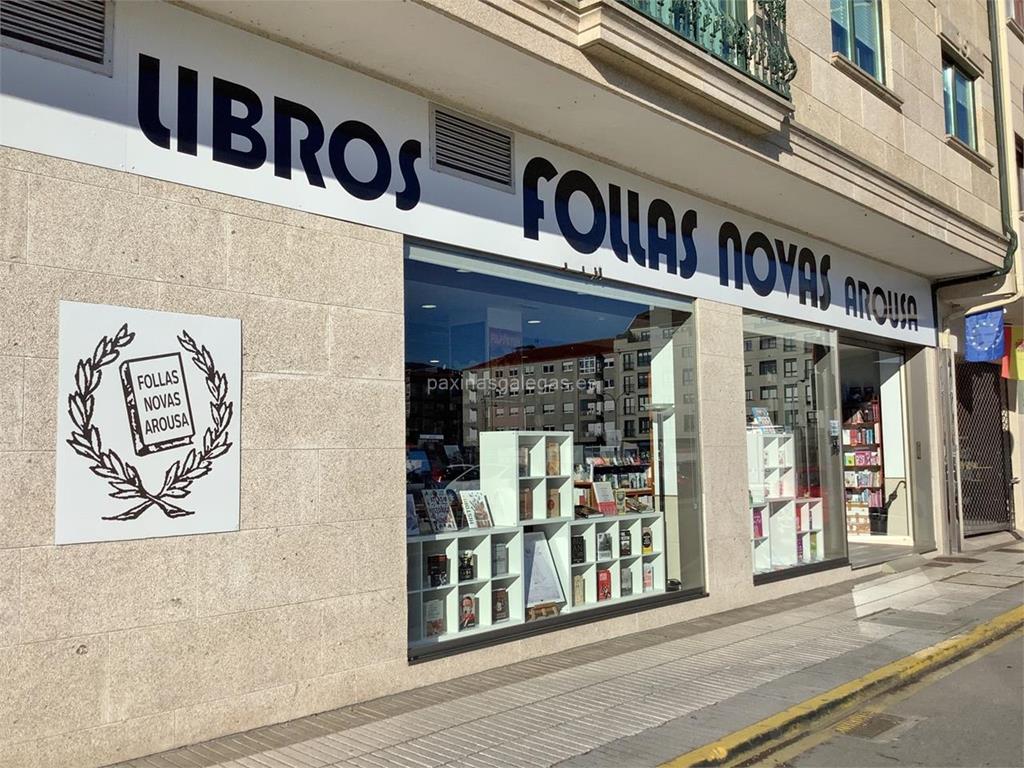 LIBROS FOLLAS NOVAS AROUSA
FOLLAS
NOVAS
AROUSA
paxinasgalegas.es